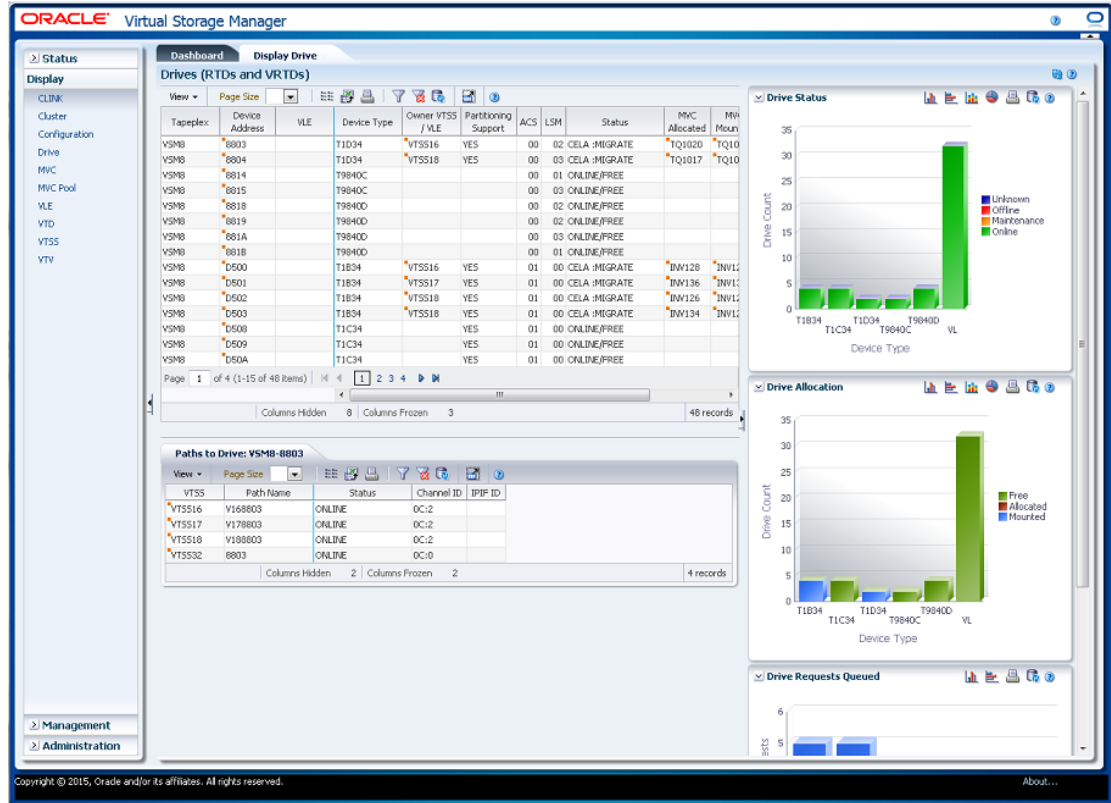 ORACLE® Virtual Storage Manager
Status
Display
CLINK
Cluster
Configuration
Drive
MVC
MVC Pool
VLE
VTD
VTSS
VTV
Management
Administration
Dashboard Display Drive
Drives (RTDs and VRTDs)
View Page Size
Tapeplex Device Address VLE Device Type Owner VTSS / VLE Partitioning Support ACS LSM Status MVC Allocated MV Moun
VSM8 8803 T1D34 VTSS16 YES 00 02 CELA :MIGRATE TQ1020 TQ10
VSM8 8804 T1D34 VTSS18 YES 00 03 CELA :MIGRATE TQ1017 TQ10
VSM8 8814 T9840C 00 01 ONLINE/FREE
VSM8 8815 T9840C 00 03 ONLINE/FREE
VSM8 8818 T9840D 00 02 ONLINE/FREE
VSM8 8819 T9840D 00 02 ONLINE/FREE
VSM8 881A T9840D 00 03 ONLINE/FREE
VSM8 881B T9840D 00 01 ONLINE/FREE
VSM8 D500 T1B34 VTSS16 YES 01 00 CELA :MIGRATE INV128 INV12
VSM8 D501 T1B34 VTSS17 YES 01 00 CELA :MIGRATE INV136 INV13
VSM8 D502 T1B34 VTSS18 YES 01 00 CELA :MIGRATE INV126 INV12
VSM8 D503 T1B34 VTSS18 YES 01 00 CELA :MIGRATE INV134 INV13
VSM8 D508 T1C34 YES 01 00 ONLINE/FREE
VSM8 D509 T1C34 YES 01 00 ONLINE/FREE
VSM8 D50A T1C34 YES 01 00 ONLINE/FREE
Page 1 of 4 (1-15 of 48 items) 1 2 3 4
Columns Hidden 8 Columns Frozen 3 48 records
Paths to Drive: VSM8-8803
View Page Size
VTSS Path Name Status Channel ID IPIF ID
VTSS16 V168803 ONLINE 0C:2
VTSS17 V178803 ONLINE 0C:2
VTSS18 V188803 ONLINE 0C:2
VTSS32 8803 ONLINE 0C:0
Columns Hidden 2 Columns Frozen 2 4 records
Drive Status
35
30
25
20
15
10
5
0
Drive Count
T1B34 T1C34 T1D34 T9840C T9840D VL
Device Type
Unknown
Offline
Maintenance
Online
Drive Allocation
35
30
25
20
15
10
5
0
Drive Count
T1B34 T1C34 T1D34 T9840C T9840D VL
Device Type
Free
Allocated
Mounted
Drive Requests Queued
6
5
ests
Copyright © 2015, Oracle and/or its affiliates. All rights reserved.
About...